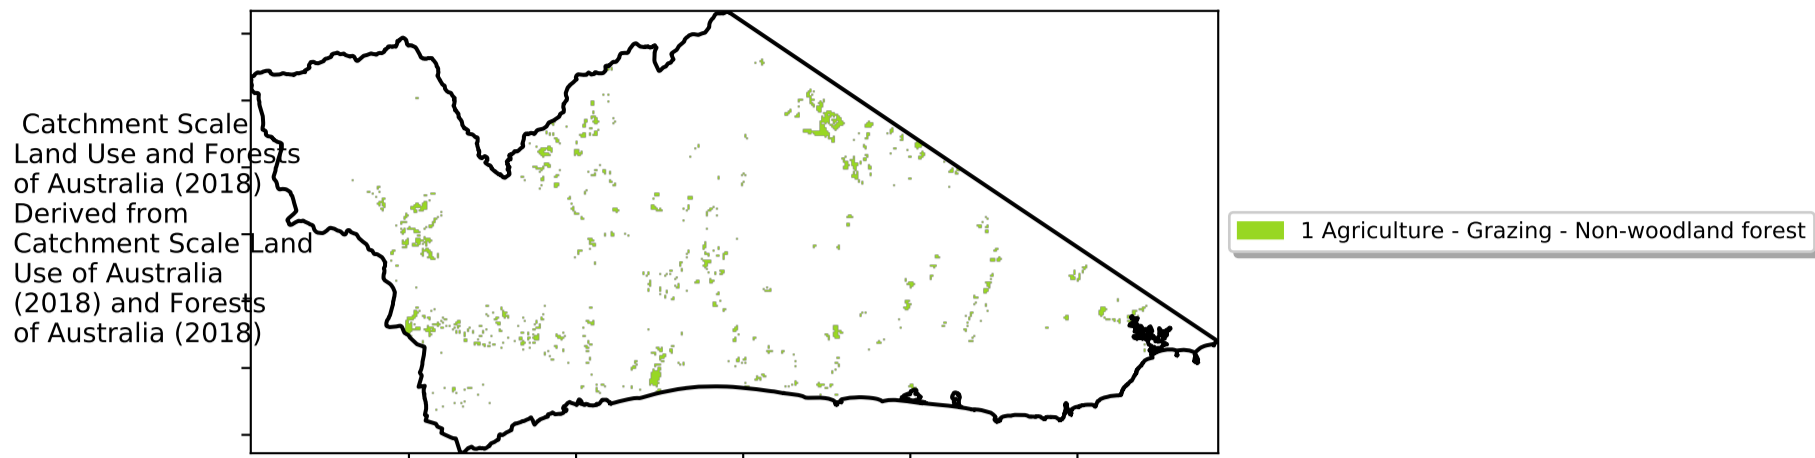 Catchment Scale
Land Use and Forests
of Australia (2018)
Derived from
Catchment Scale Land
Use of Australia
(2018) and Forests
of Australia (2018)
1 Agriculture - Grazing - Non-woodland forest